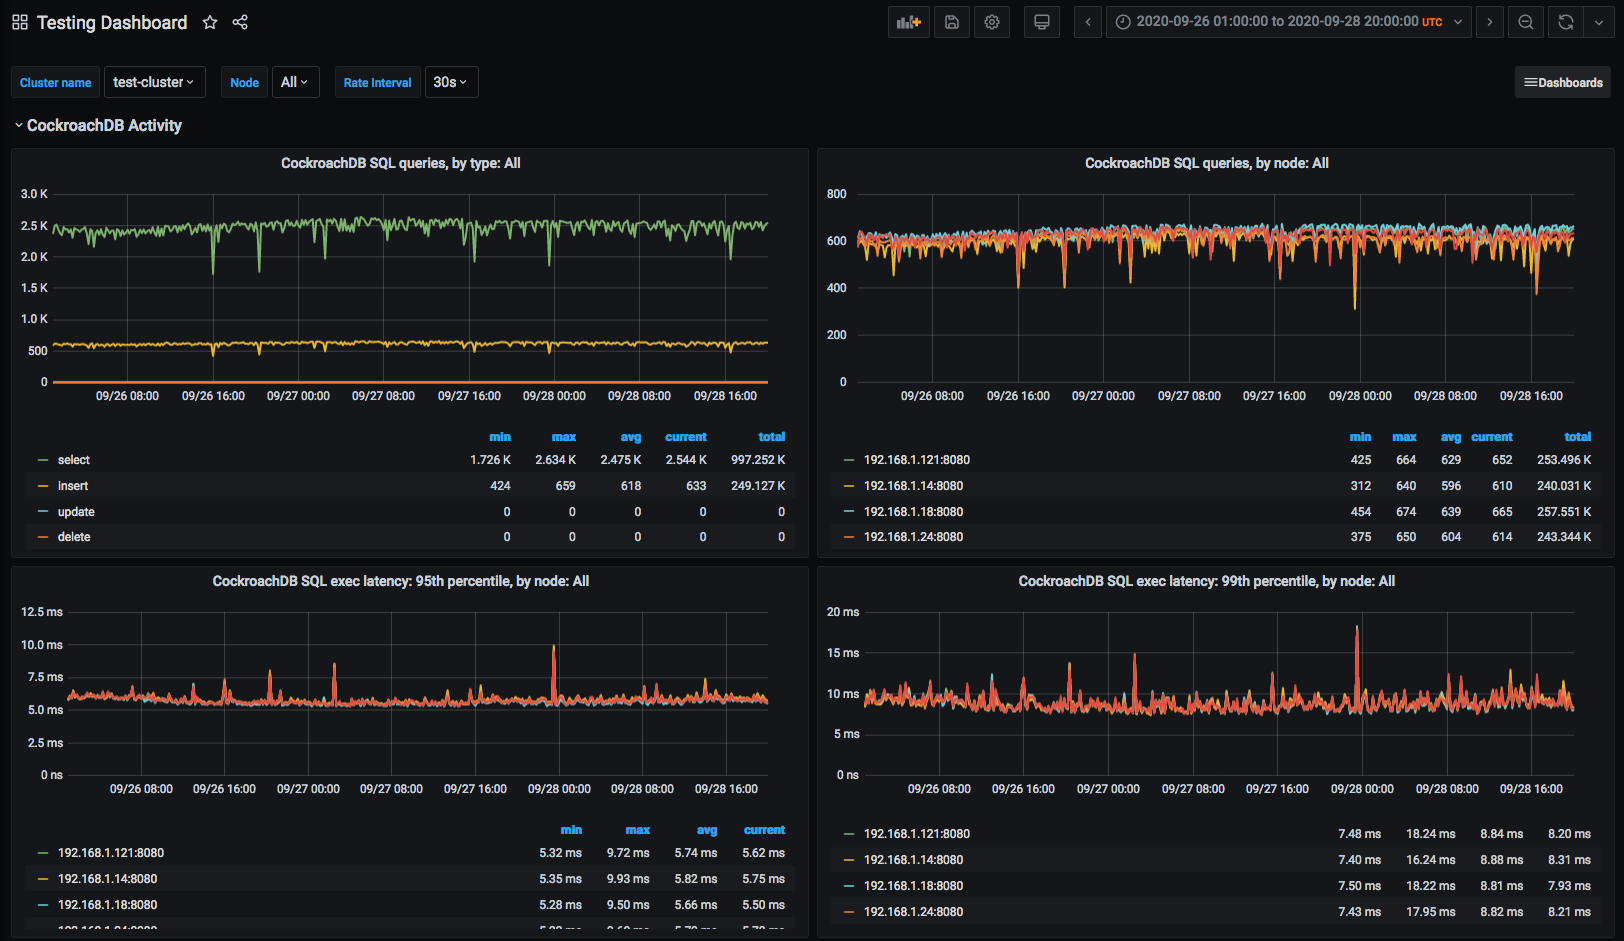 Testing Dashboard
2020-09-26 01:00:00 to 2020-09-28 20:00:00 UTC
Cluster name test-cluster Node All Rate Interval 30s Dashboards
CockroachDB Activity
CockroachDB SQL queries, by type: All
3.0 K
2.5 K
2.0 K
1.5 K
1.0 K
500
0
09/26 08:00 09/26 16:00 09/27 00:00 09/27 08:00 09/27 16:00 09/28 00:00 09/28 08:00 09/28 16:00
min max avg current total
select 1.726 K 2.634 K 2.475 K 2.544 K 997.252 K
insert 424 659 618 633 249.127 K
update 0 0 0 0 0
delete 0 0 0 0 0
CockroachDB SQL queries, by node: All
800
600
400
200
0
09/26 08:00 09/26 16:00 09/27 00:00 09/27 08:00 09/27 16:00 09/28 00:00 09/28 08:00 09/28 16:00
min max avg current total
192.168.1.121:8080 425 664 629 652 253.496 K
192.168.1.14:8080 312 640 596 610 240.031 K
192.168.1.18:8080 454 674 639 665 257.551 K
192.168.1.24:8080 375 650 604 614 243.344 K
CockroachDB SQL exec latency: 95th percentile, by node: All
12.5 ms
10.0 ms
7.5 ms
5.0 ms
2.5 ms
0 ns
09/26 08:00 09/26 16:00 09/27 00:00 09/27 08:00 09/27 16:00 09/28 00:00 09/28 08:00 09/28 16:00
min max avg current
192.168.1.121:8080 5.32 ms 9.72 ms 5.74 ms 5.62 ms
192.168.1.14:8080 5.35 ms 9.93 ms 5.82 ms 5.75 ms
192.168.1.18:8080 5.28 ms 9.50 ms 5.66 ms 5.50 ms
CockroachDB SQL exec latency: 99th percentile, by node: All
20 ms
15 ms
10 ms
5 ms
0 ns
09/26 08:00 09/26 16:00 09/27 00:00 09/27 08:00 09/27 16:00 09/28 00:00 09/28 08:00 09/28 16:00
192.168.1.121:8080 7.48 ms 18.24 ms 8.84 ms 8.20 ms
192.168.1.14:8080 7.40 ms 16.24 ms 8.88 ms 8.31 ms
192.168.1.18:8080 7.50 ms 18.22 ms 8.81 ms 7.93 ms
192.168.1.24:8080 7.43 ms 17.95 ms 8.82 ms 8.21 ms